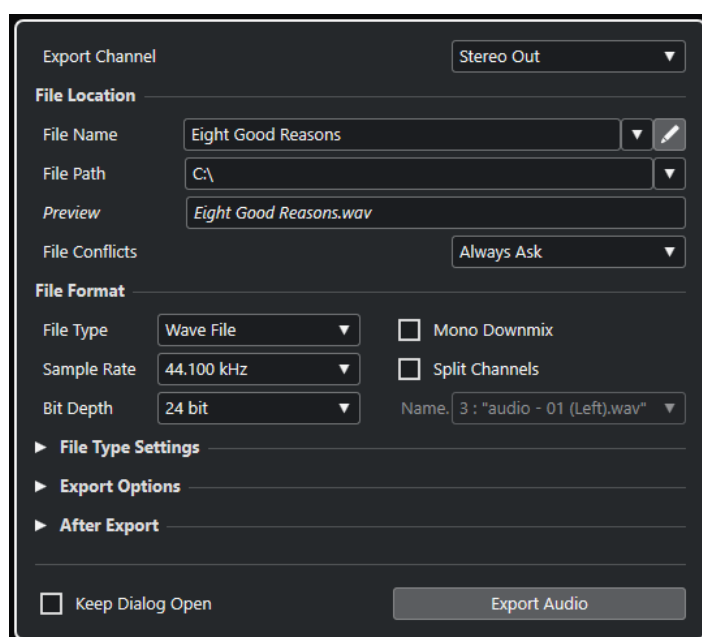 Export Channel Stereo Out
File Location
File Name Eight Good Reasons
File Path C:\
Preview Eight Good Reasons.wav
File Conflicts Always Ask
File Format
File Type Wave File Mono Downmix
Sample Rate 44.100 kHz Split Channels
Bit Depth 24 bit Name. 3 : "audio - 01 (Left).wav"
File Type Settings
Export Options
After Export
Keep Dialog Open Export Audio